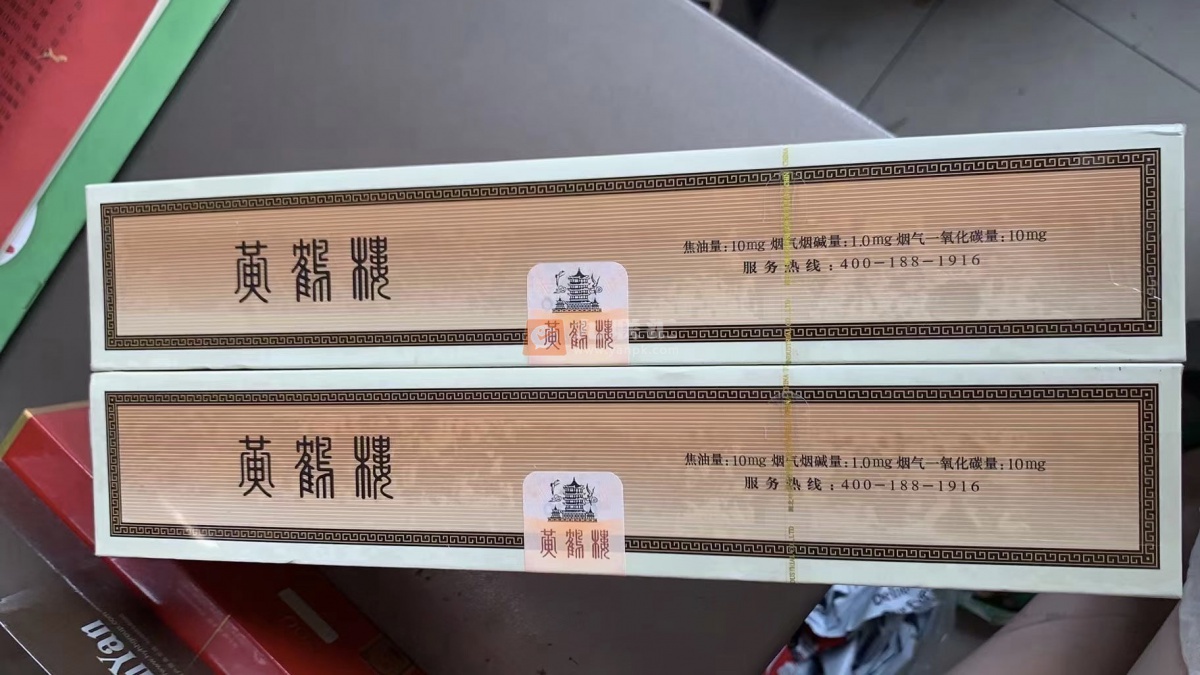 黄鹤楼
焦油量：10mg 烟气烟碱量：1.0mg 烟气一氧化碳量：10mg
服务热线：400-188-1916
黄鹤楼
黄鹤楼
焦油量：10mg 烟气烟碱量：1.0mg 烟气一氧化碳量：10mg
服务热线：400-188-1916
黄鹤楼
Yan